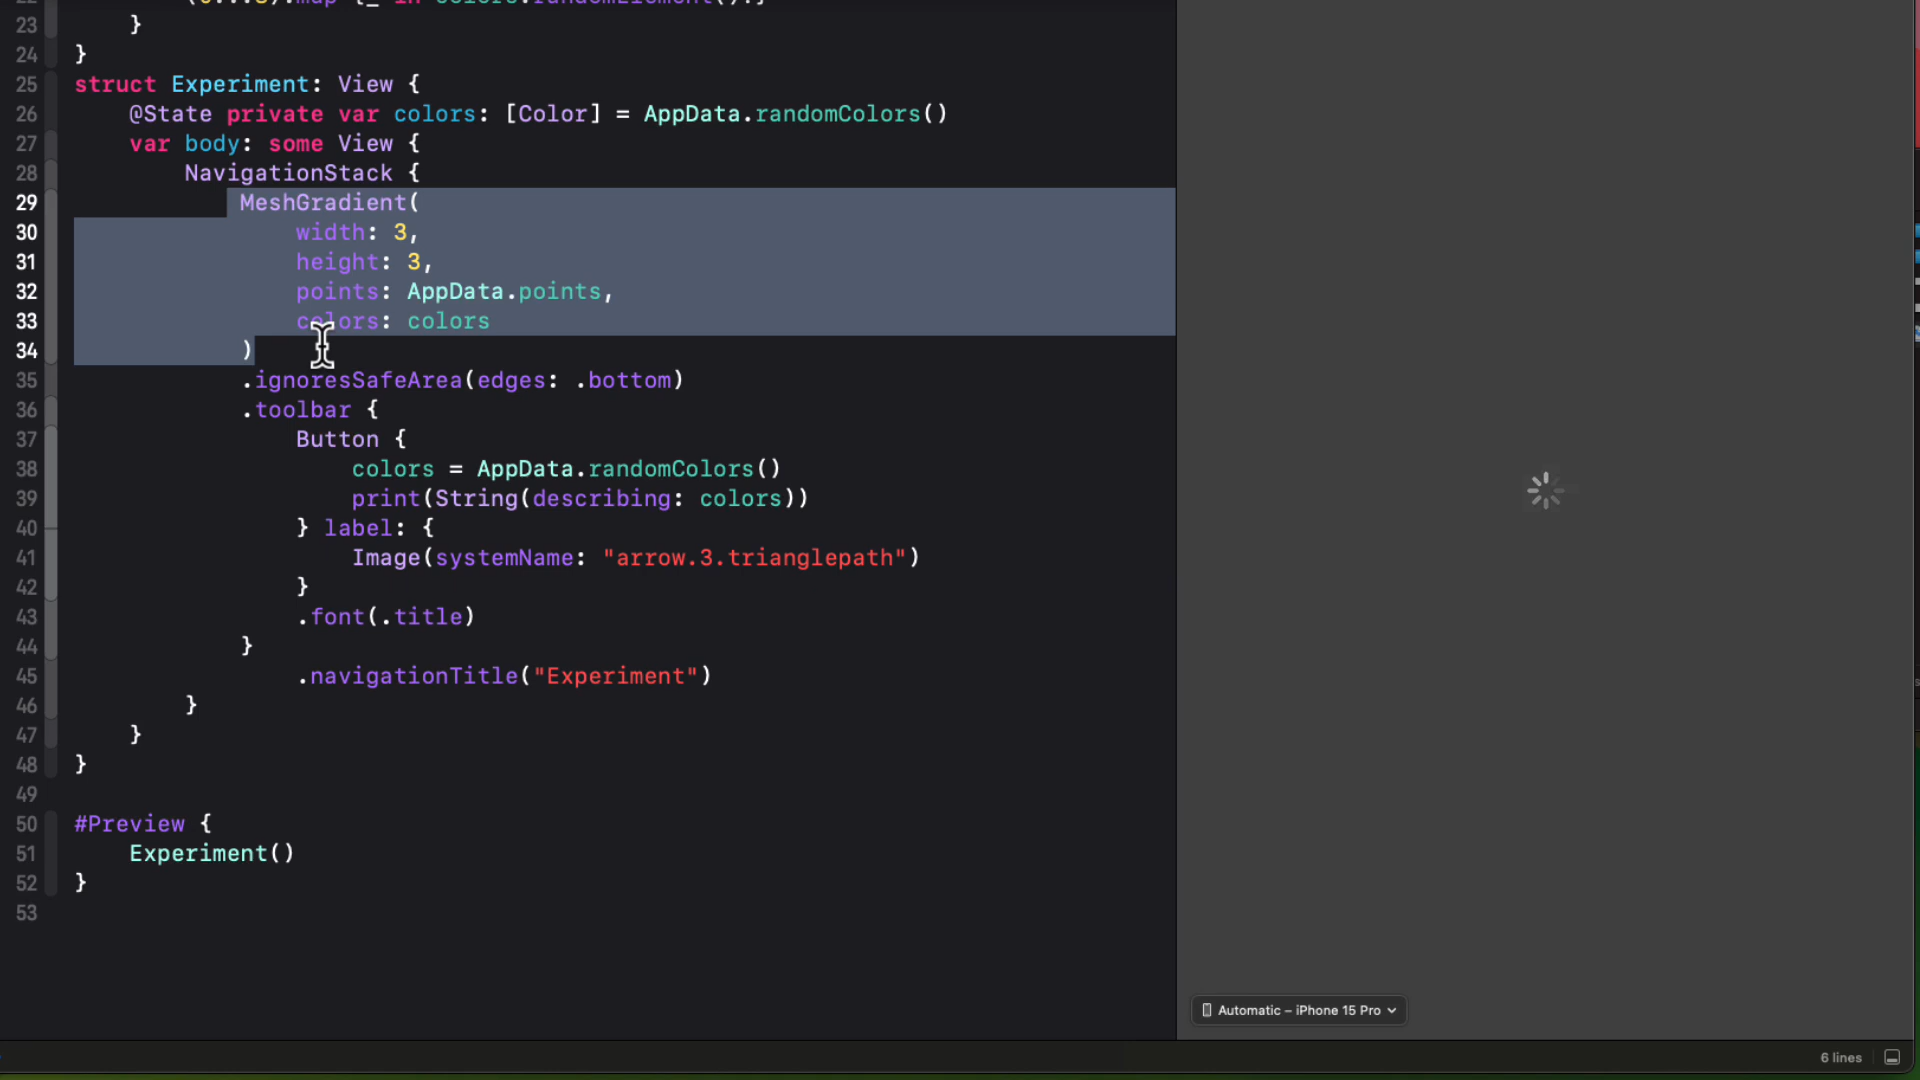 23 }
24 }
25 struct Experiment: View {
26 @State private var colors: [Color] = AppData.randomColors()
27 var body: some View {
28 NavigationStack {
29 MeshGradient(
30 width: 3,
31 height: 3,
32 points: AppData.points,
33 colors: colors
34 )
35 .ignoresSafeArea(edges: .bottom)
36 .toolbar {
37 Button {
38 colors = AppData.randomColors()
39 print(String(describing: colors))
40 } label: {
41 Image(systemName: "arrow.3.trianglepath")
42 }
43 .font(.title)
44 }
45 .navigationTitle("Experiment")
46 }
47 }
48 }
49
50 #Preview {
51 Experiment()
52 }
53
Automatic – iPhone 15 Pro
6 lines